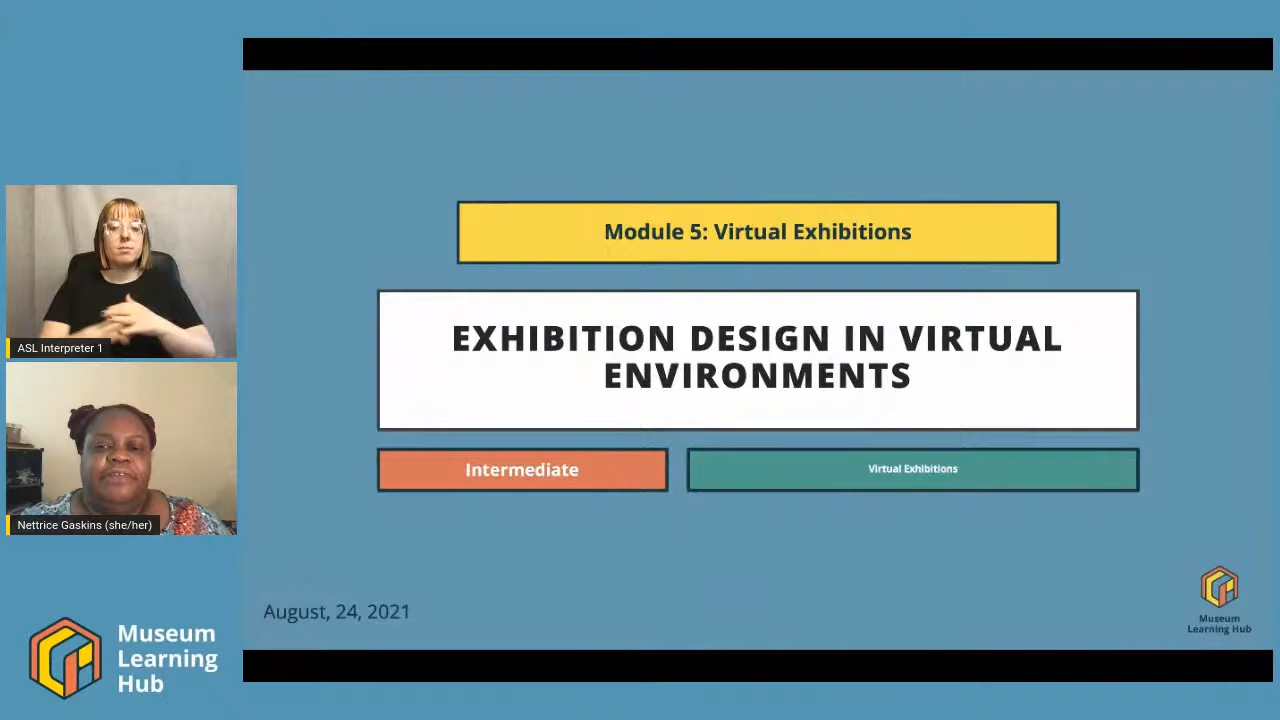 Module 5: Virtual Exhibitions
EXHIBITION DESIGN IN VIRTUAL
ENVIRONMENTS
Intermediate
Virtual Exhibitions
August, 24, 2021
Museum
Learning Hub
ASL Interpreter 1
Nettrice Gaskins (she/her)
Museum
Learning
Hub